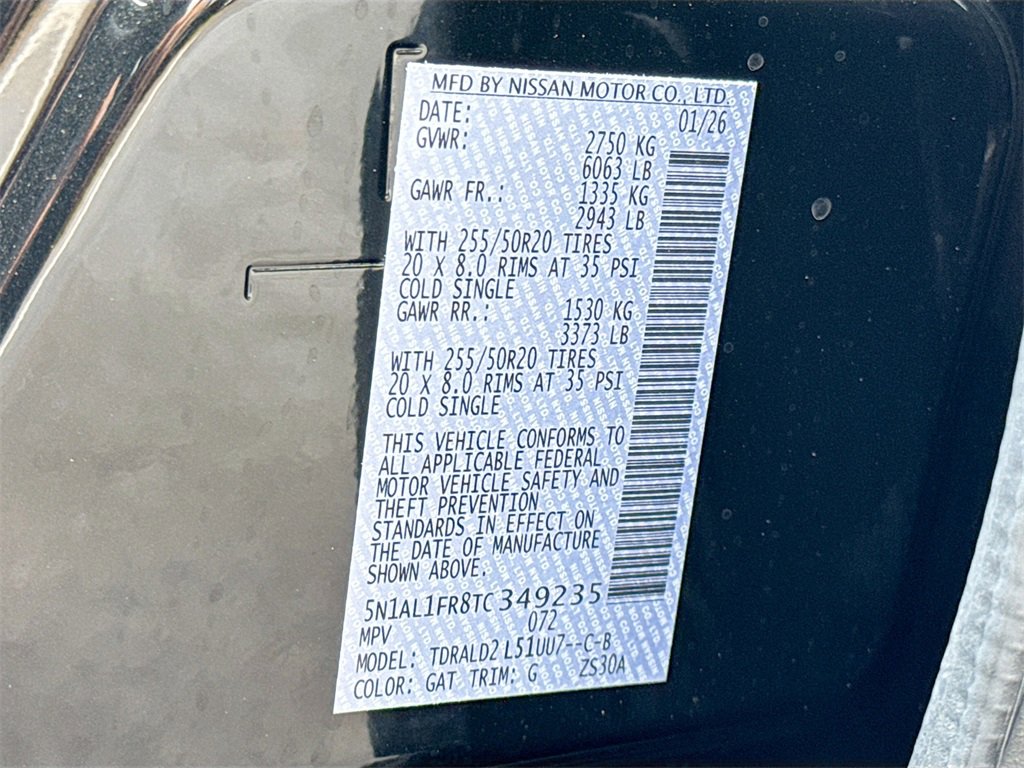 MFD BY NISSAN MOTOR CO., LTD.
DATE: 01/26
GVWR: 2750 KG
6063 LB
GAWR FR.: 1335 KG
2943 LB
WITH 255/50R20 TIRES
20 X 8.0 RIMS AT 35 PSI
COLD SINGLE
GAWR RR.: 1530 KG
3373 LB
WITH 255/50R20 TIRES
20 X 8.0 RIMS AT 35 PSI
COLD SINGLE
THIS VEHICLE CONFORMS TO
ALL APPLICABLE FEDERAL
MOTOR VEHICLE SAFETY AND
THEFT PREVENTION
STANDARDS IN EFFECT ON
THE DATE OF MANUFACTURE
SHOWN ABOVE.
5N1AL1FR8TC349235
MPV 072
MODEL: TDRALD2 L51UU7--C-B
COLOR: GAT TRIM: G ZS30A